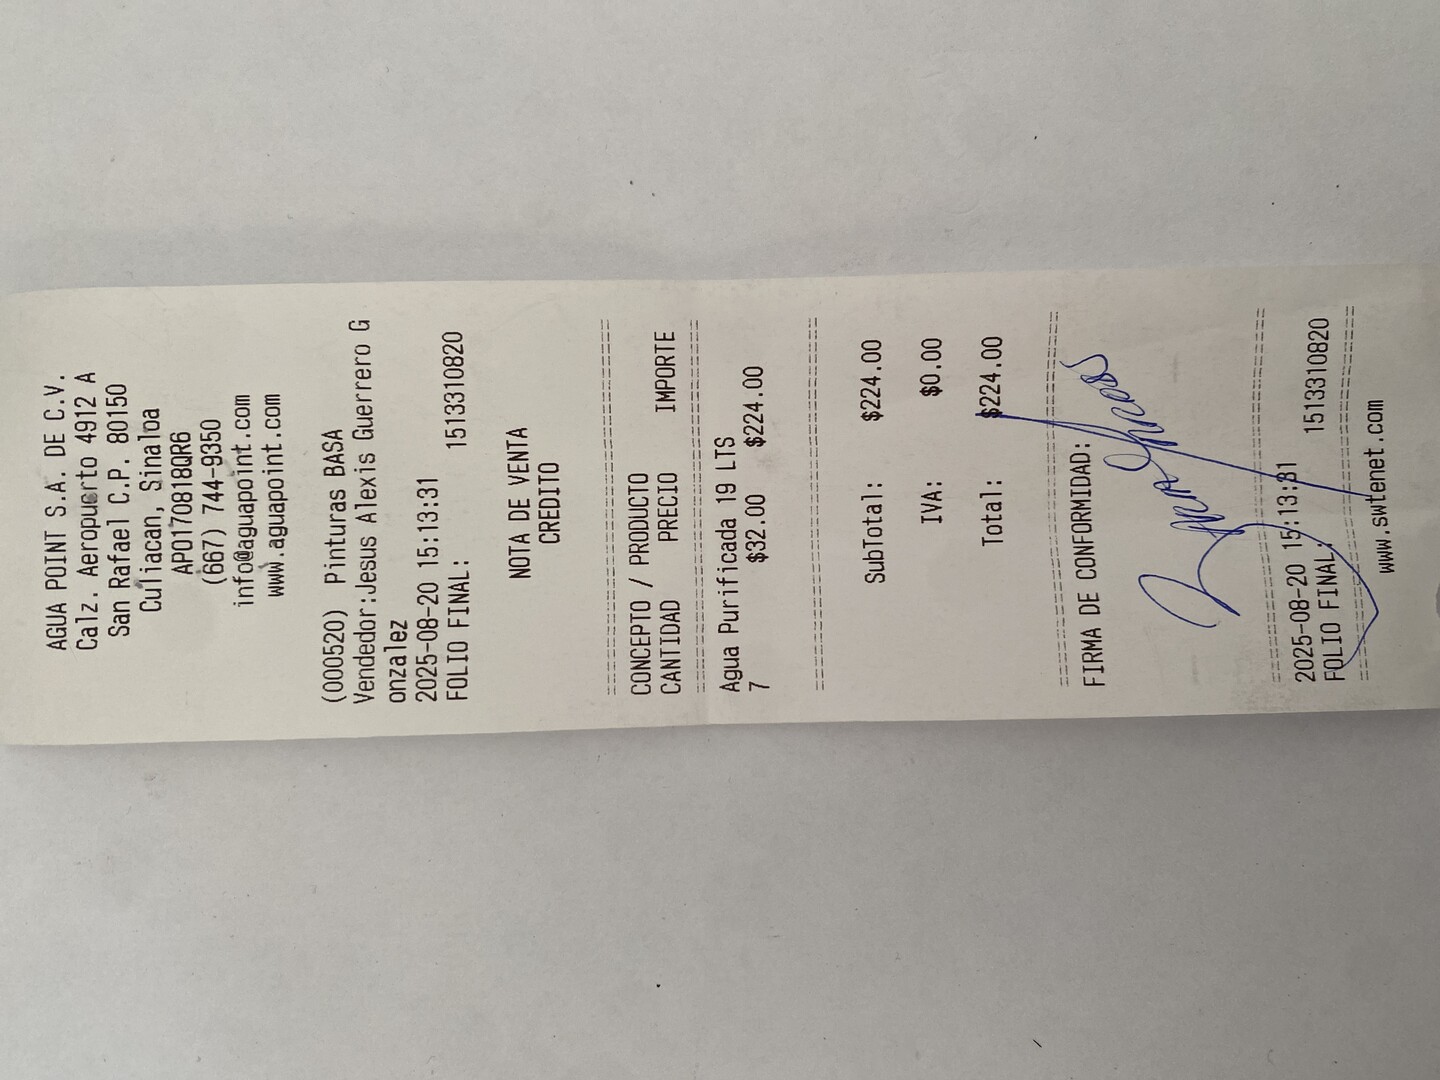 AGUA POINT S.A. DE C.V.
Calz. Aeropuerto 4912 A
San Rafael C.P. 80150
Culiacan, Sinaloa
APO170818QR6
(667) 744-9350
info@aguapoint.com
www.aguapoint.com
(000520) Pinturas BASA
Vendedor:Jesus Alexis Guerrero G
onzalez
2025-08-20 15:13:31
FOLIO FINAL: 1513310820
NOTA DE VENTA
CREDITO
CONCEPTO / PRODUCTO
CANTIDAD PRECIO IMPORTE
Agua Purificada 19 LTS
7 $32.00 $224.00
SubTotal: $224.00
IVA: $0.00
Total: $224.00
FIRMA DE CONFORMIDAD:
2025-08-20 15:13:31
FOLIO FINAL: 1513310820
www.swtenet.com